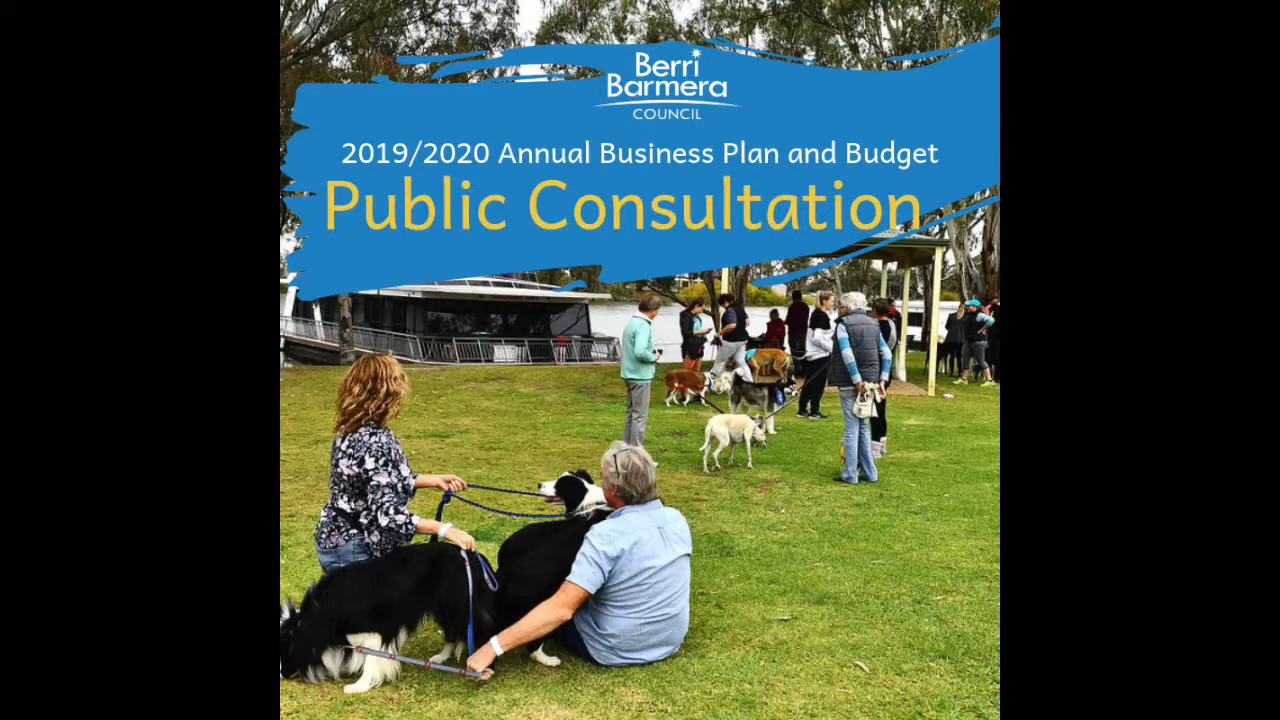 Berri
Barmera
COUNCIL
2019/2020 Annual Business Plan and Budget
Public Consultation